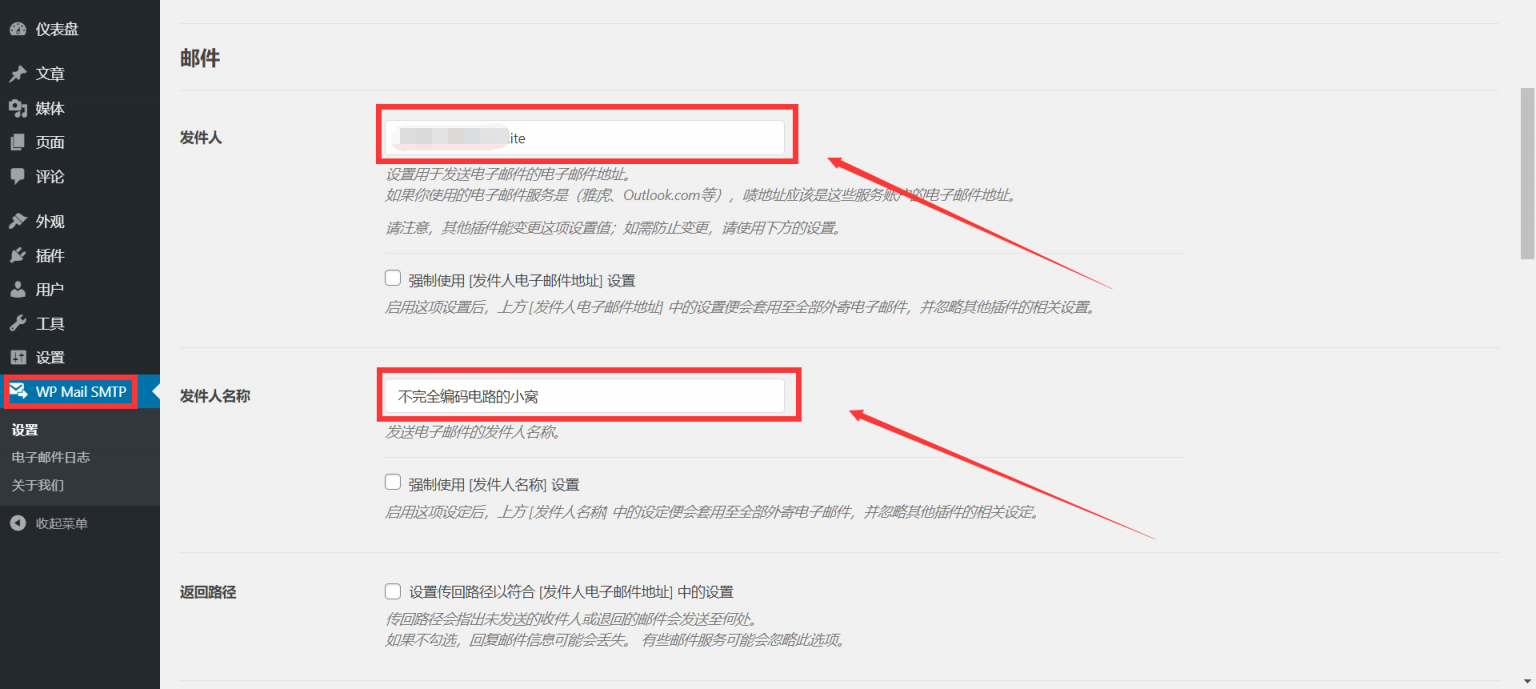 仪表盘
文章
媒体
页面
评论
外观
插件
用户
工具
设置
WP Mail SMTP
设置
电子邮件日志
关于我们
收起菜单
邮件
发件人
ite
设置用于发送电子邮件的电子邮件地址。
如果你使用的电子邮件服务是（雅虎、Outlook.com等），啧地址应该是这些服务账户的电子邮件地址。
请注意，其他插件能变更这项设置值；如需防止变更，请使用下方的设置。
强制使用 [发件人电子邮件地址] 设置
启用这项设置后，上方 [发件人电子邮件地址] 中的设置便会套用至全部外寄电子邮件，并忽略其他插件的相关设置。
发件人名称
不完全编码电路的小窝
发送电子邮件的发件人名称。
强制使用 [发件人名称] 设置
启用这项设定后，上方 [发件人名称] 中的设定便会套用至全部外寄电子邮件，并忽略其他插件的相关设定。
返回路径
设置传回路径以符合 [发件人电子邮件地址] 中的设置
传回路径会指出未发送的收件人或退回的邮件会发送至何处。
如果不勾选，回复邮件信息可能会丢失。 有些邮件服务可能会忽略此选项。